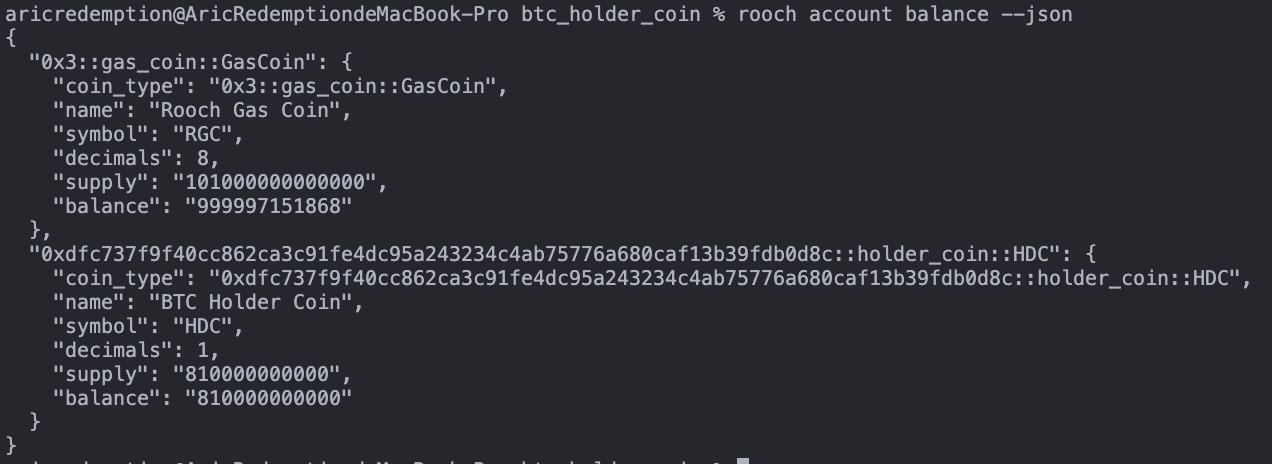 aricredemption@AricRedemptiondeMacBook-Pro btc_holder_coin % rooch account balance --json
{
  "0x3::gas_coin::GasCoin": {
    "coin_type": "0x3::gas_coin::GasCoin",
    "name": "Rooch Gas Coin",
    "symbol": "RGC",
    "decimals": 8,
    "supply": "101000000000000",
    "balance": "999997151868"
  },
  "0xdfc737f9f40cc862ca3c91fe4dc95a243234c4ab75776a680caf13b39fdb0d8c::holder_coin::HDC": {
    "coin_type": "0xdfc737f9f40cc862ca3c91fe4dc95a243234c4ab75776a680caf13b39fdb0d8c::holder_coin::HDC",
    "name": "BTC Holder Coin",
    "symbol": "HDC",
    "decimals": 1,
    "supply": "810000000000",
    "balance": "810000000000"
  }
}